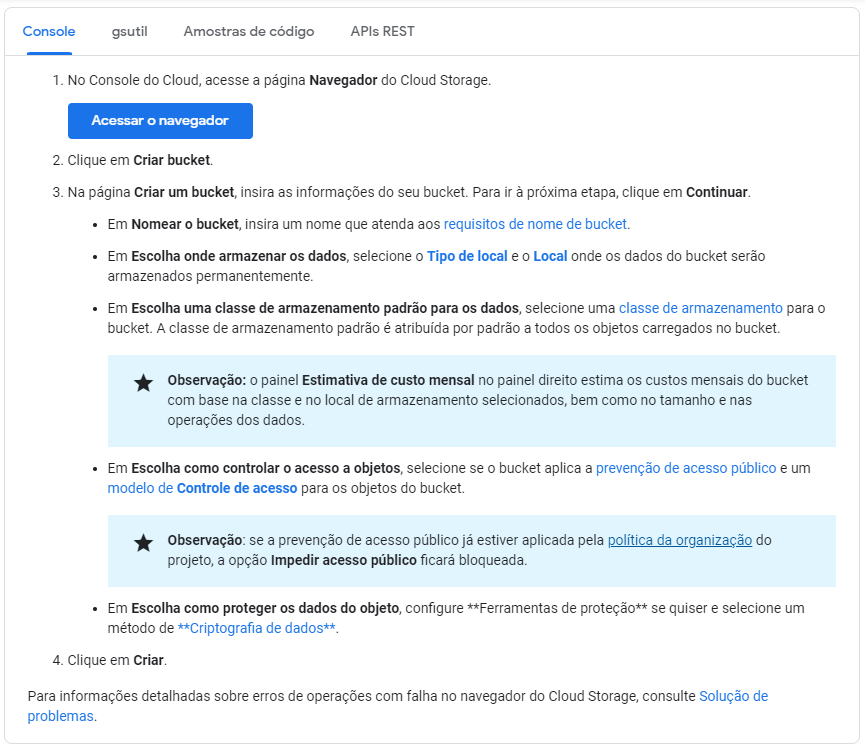 Console gsutil Amostras de código APIs REST
1. No Console do Cloud, acesse a página Navegador do Cloud Storage.
Acessar o navegador
2. Clique em Criar bucket.
3. Na página Criar um bucket, insira as informações do seu bucket. Para ir à próxima etapa, clique em Continuar.
• Em Nomear o bucket, insira um nome que atenda aos requisitos de nome de bucket.
• Em Escolha onde armazenar os dados, selecione o Tipo de local e o Local onde os dados do bucket serão
armazenados permanentemente.
• Em Escolha uma classe de armazenamento padrão para os dados, selecione uma classe de armazenamento para o
bucket. A classe de armazenamento padrão é atribuída por padrão a todos os objetos carregados no bucket.
Observação: o painel Estimativa de custo mensal no painel direito estima os custos mensais do bucket
com base na classe e no local de armazenamento selecionados, bem como no tamanho e nas
operações dos dados.
• Em Escolha como controlar o acesso a objetos, selecione se o bucket aplica a prevenção de acesso público e um
modelo de Controle de acesso para os objetos do bucket.
Observação: se a prevenção de acesso público já estiver aplicada pela política da organização do
projeto, a opção Impedir acesso público ficará bloqueada.
• Em Escolha como proteger os dados do objeto, configure **Ferramentas de proteção** se quiser e selecione um
método de **Criptografia de dados**.
4. Clique em Criar.
Para informações detalhadas sobre erros de operações com falha no navegador do Cloud Storage, consulte Solução de
problemas.